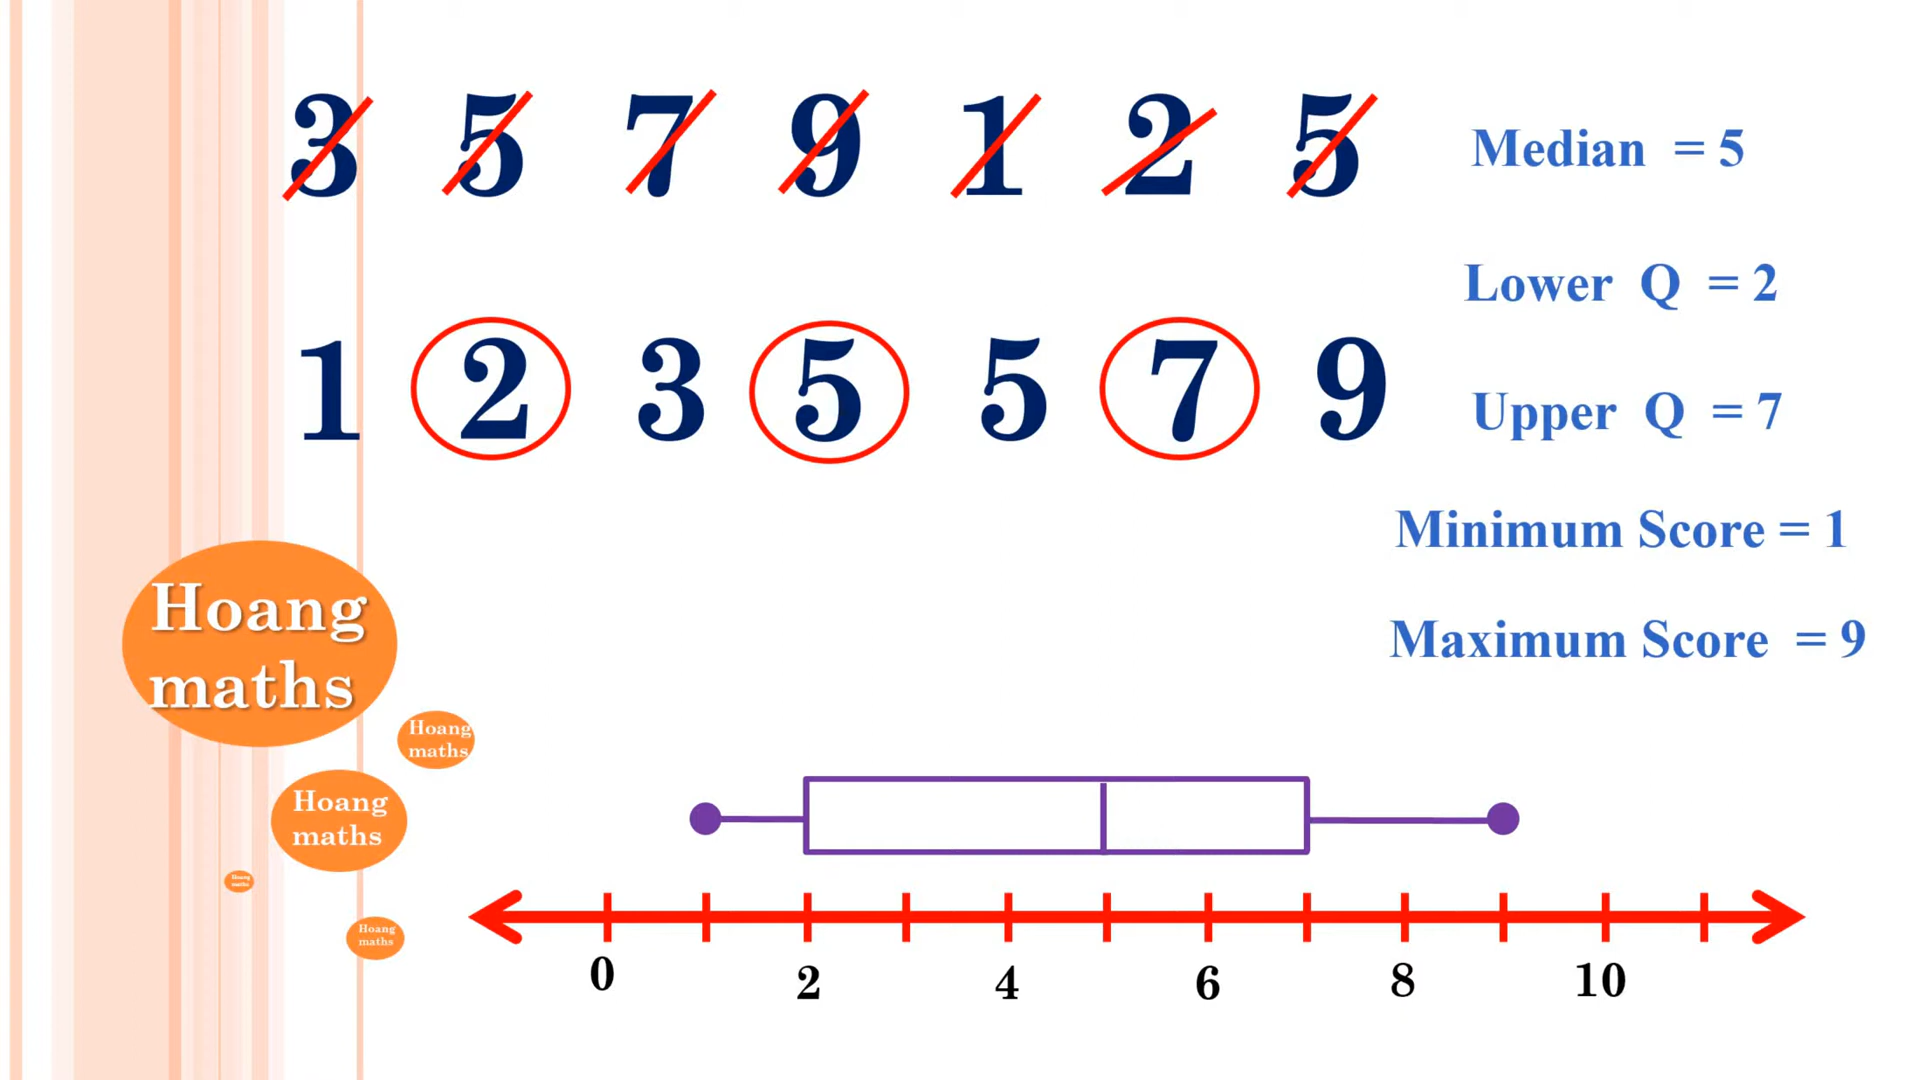 3 5 7 9 1 2 5
Median = 5
Lower Q = 2
1 2 3 5 5 7 9
Upper Q = 7
Minimum Score = 1
Maximum Score = 9
Hoang
maths
Hoang
maths
Hoang
maths
Hoang
maths
Hoang
maths
0 2 4 6 8 10